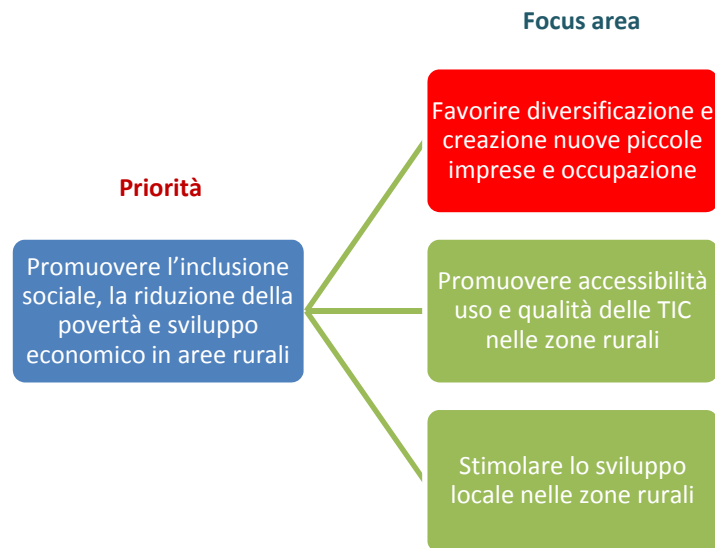 Focus area
Favorire diversificazione e
creazione nuove piccole
imprese e occupazione
Priorità
Promuovere l'inclusione
sociale, la riduzione della
povertà e sviluppo
economico in aree rurali
Promuovere accessibilità
uso e qualità delle TIC
nelle zone rurali
Stimolare lo sviluppo
locale nelle zone rurali